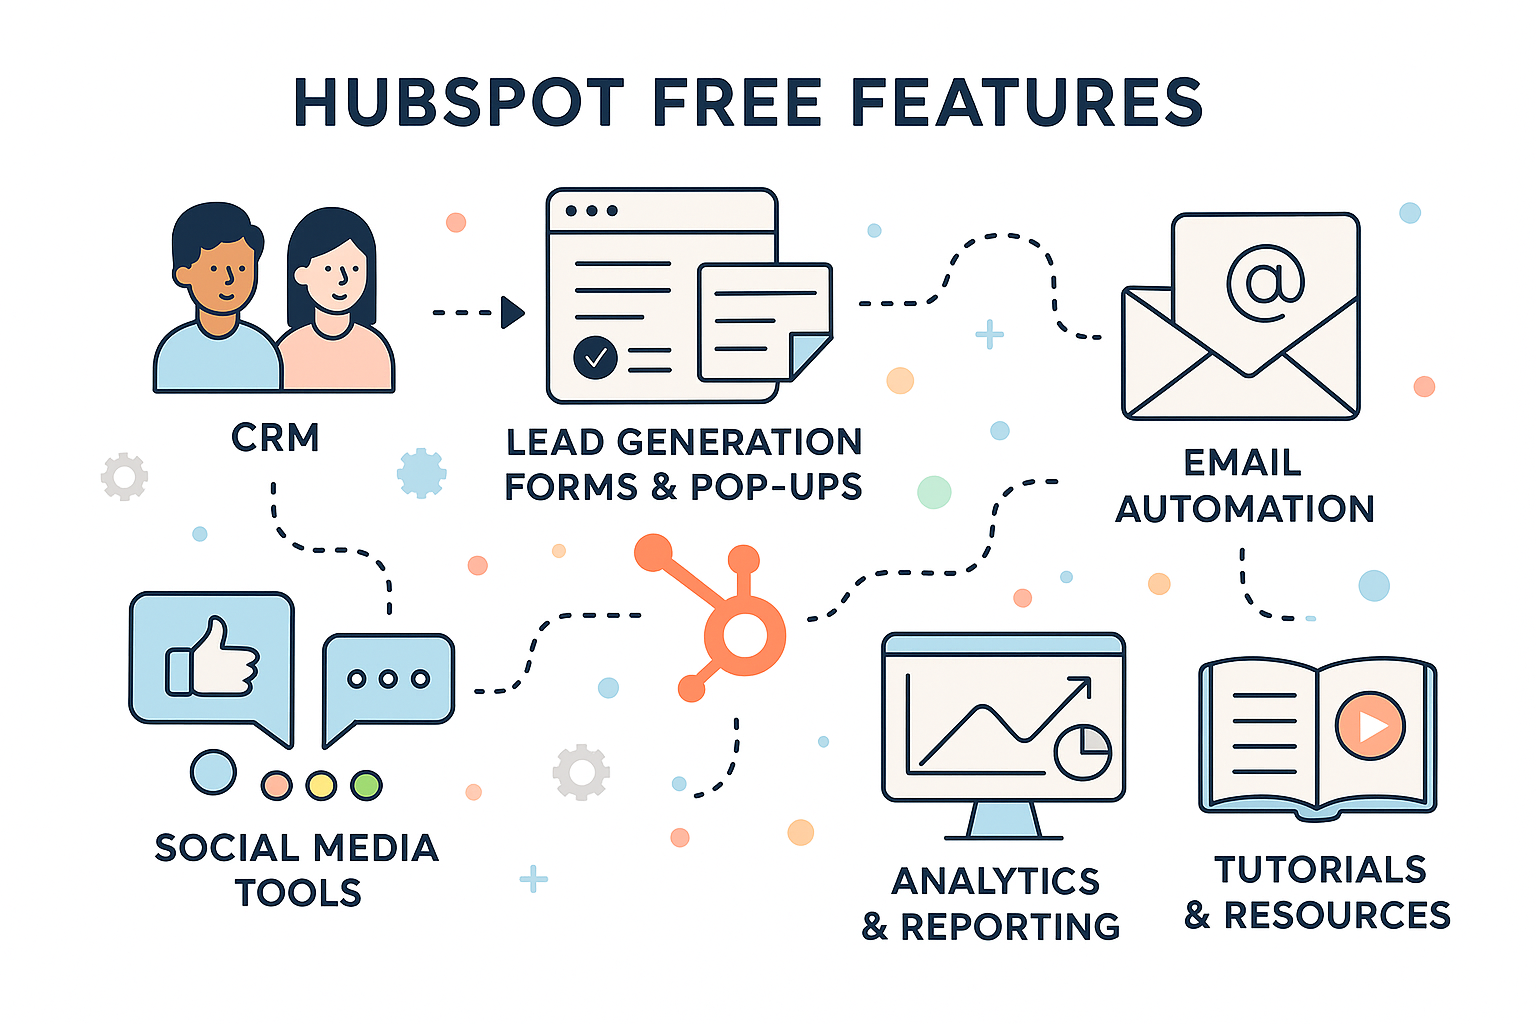 HUBSPOT FREE FEATURES
CRM
LEAD GENERATION
FORMS & POP-UPS
@
EMAIL
AUTOMATION
SOCIAL MEDIA
TOOLS
ANALYTICS
& REPORTING
TUTORIALS
& RESOURCES